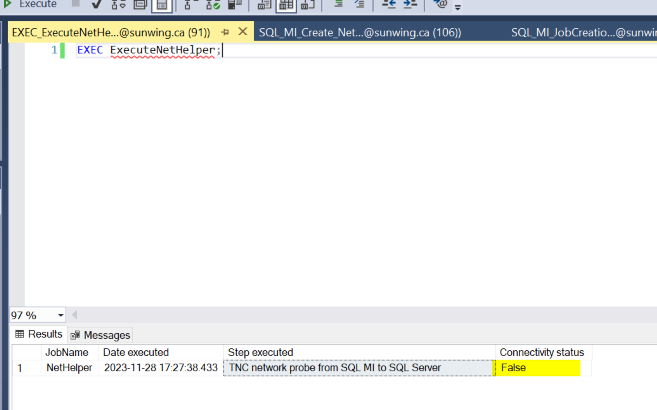 Execute
EXEC_ExecuteNetHe...@sunwing.ca (91))
SQL_MI_Create_Net...@sunwing.ca (106))
SQL_MI_JobCreatio...@sunwin
1
EXEC ExecuteNetHelper;
97 %
Results
Messages
JobName Date executed Step executed Connectivity status
1 NetHelper 2023-11-28 17:27:38.433 TNC network probe from SQL MI to SQL Server False